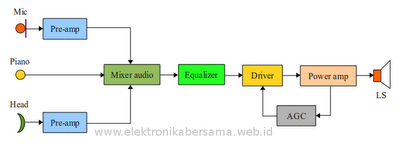 Mic
Pre-amp
Piano
Mixer audio
Equalizer
Driver
Power amp
LS
Head
Pre-amp
AGC
www.elektronikabersama.web.id